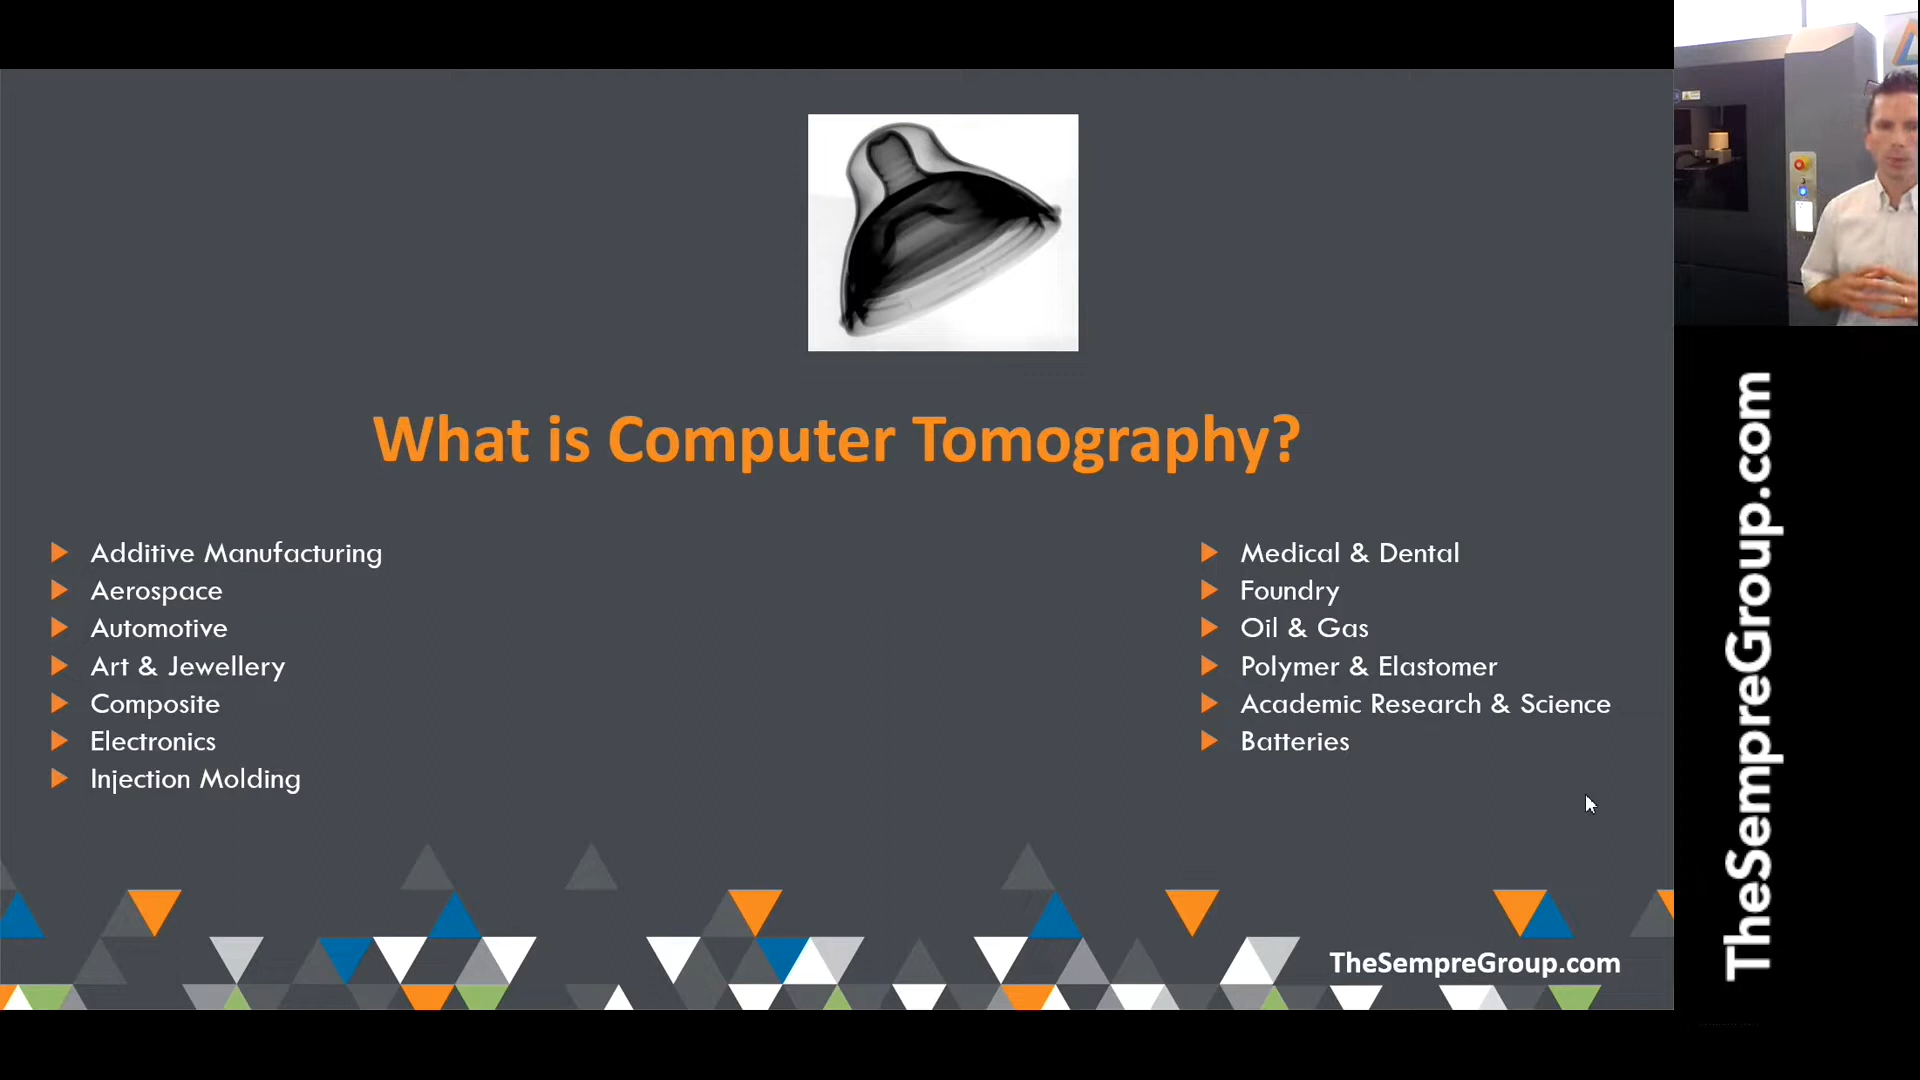 What is Computer Tomography?
Additive Manufacturing
Aerospace
Automotive
Art & Jewellery
Composite
Electronics
Injection Molding
Medical & Dental
Foundry
Oil & Gas
Polymer & Elastomer
Academic Research & Science
Batteries
TheSempreGroup.com
TheSempreGroup.com